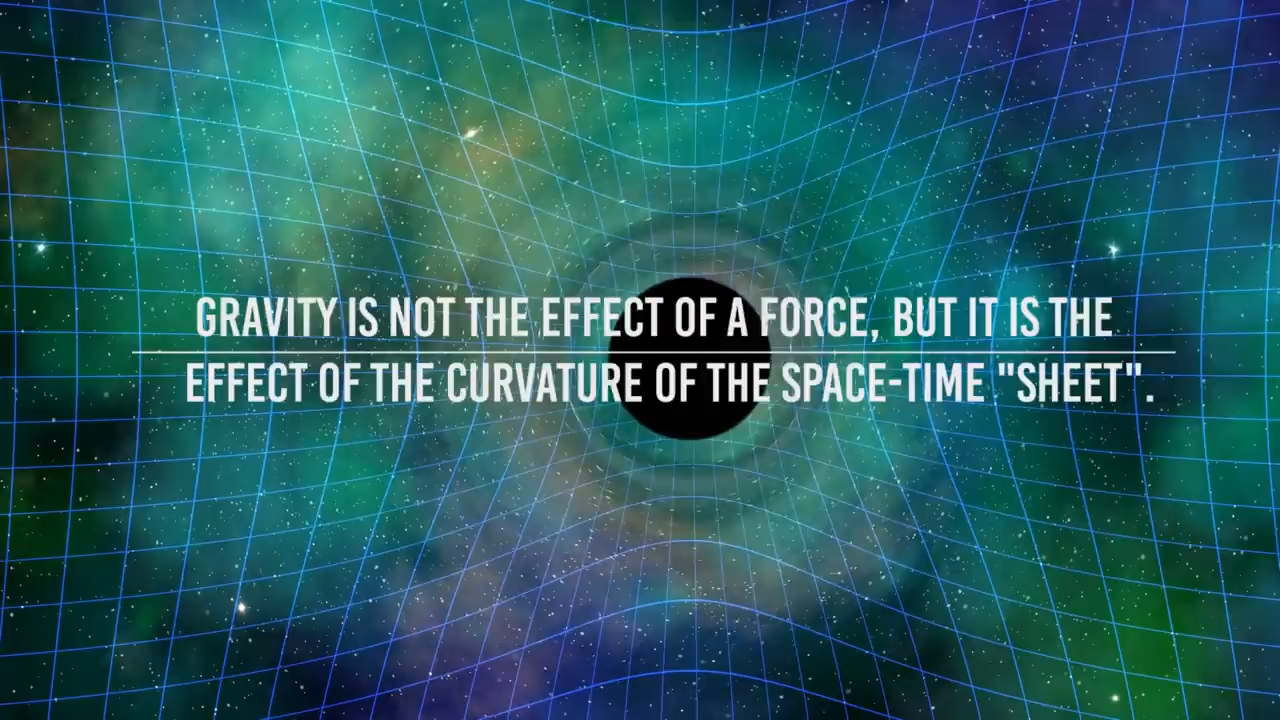 GRAVITY IS NOT THE EFFECT OF A FORCE, BUT IT IS THE
EFFECT OF THE CURVATURE OF THE SPACE-TIME "SHEET".